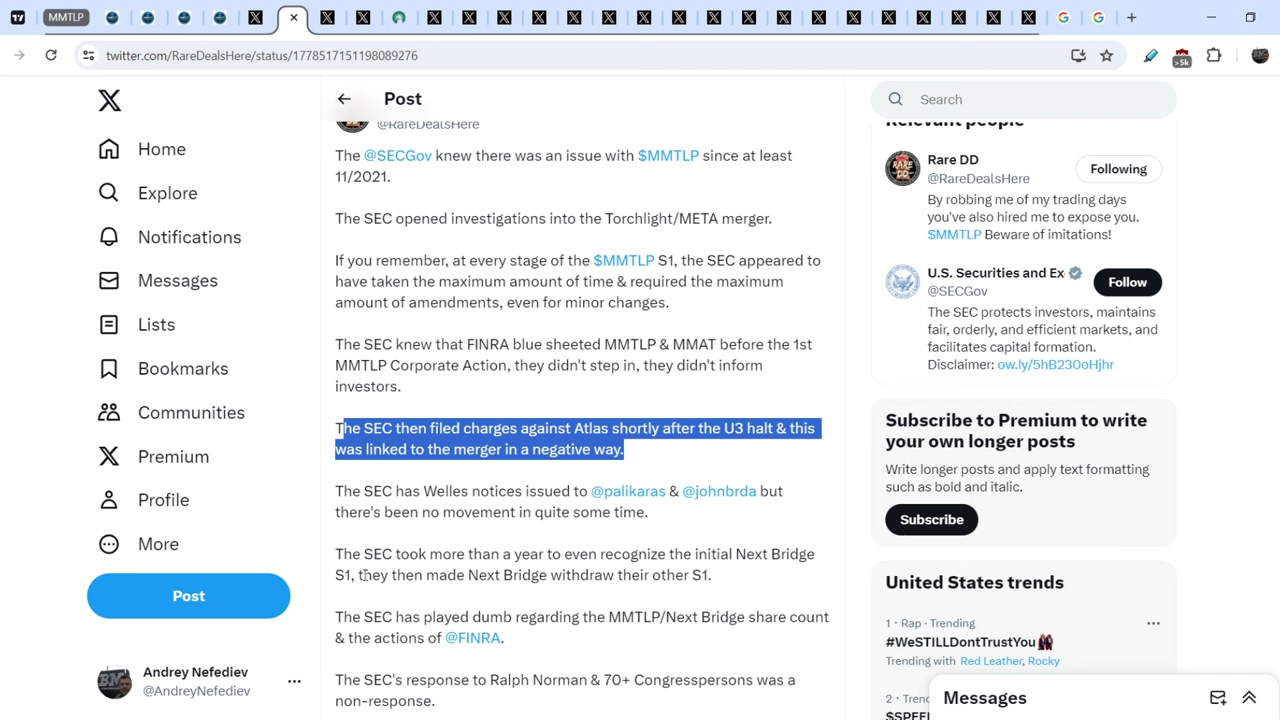 MMTLP
twitter.com/RareDealsHere/status/1778517151198089276
>5k
Home
Explore
Notifications
Messages
Lists
Bookmarks
Communities
Premium
Profile
More
Post
Andrey Nefediev
@AndreyNefediev
Post
@RareDealsHere
The @SECGov knew there was an issue with $MMTLP since at least
11/2021.
The SEC opened investigations into the Torchlight/META merger.
If you remember, at every stage of the $MMTLP S1, the SEC appeared to
have taken the maximum amount of time & required the maximum
amount of amendments, even for minor changes.
The SEC knew that FINRA blue sheeted MMTLP & MMAT before the 1st
MMTLP Corporate Action, they didn't step in, they didn't inform
investors.
The SEC then filed charges against Atlas shortly after the U3 halt & this
was linked to the merger in a negative way.
The SEC has Welles notices issued to @palikaras & @johnbrda but
there's been no movement in quite some time.
The SEC took more than a year to even recognize the initial Next Bridge
S1, they then made Next Bridge withdraw their other S1.
The SEC has played dumb regarding the MMTLP/Next Bridge share count
& the actions of @FINRA.
The SEC's response to Ralph Norman & 70+ Congresspersons was a
non-response.
Search
Relevant people
Rare DD
@RareDealsHere
Following
By robbing me of my trading days
you've also hired me to expose you.
$MMTLP Beware of imitations!
U.S. Securities and Ex
@SECGov
Follow
The SEC protects investors, maintains
fair, orderly, and efficient markets, and
facilitates capital formation.
Disclaimer: ow.ly/5hB230oHjhr
Subscribe to Premium to write
your own longer posts
Write longer posts and apply text formatting
such as bold and italic.
Subscribe
United States trends
1 · Rap · Trending
#WeSTILLDontTrustYou
Trending with Red Leather, Rocky
2 · Trend
Messages